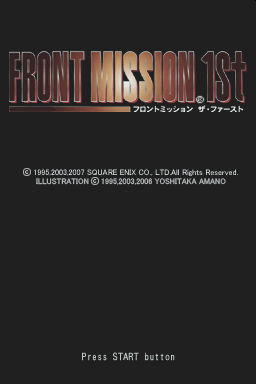 FRONT MISSION 1st
フロントミッション ザ・ファースト
© 1995,2003,2007 SQUARE ENIX CO., LTD.All Rights Reserved.
ILLUSTRATION © 1995,2003,2006 YOSHITAKA AMANO
Press START button